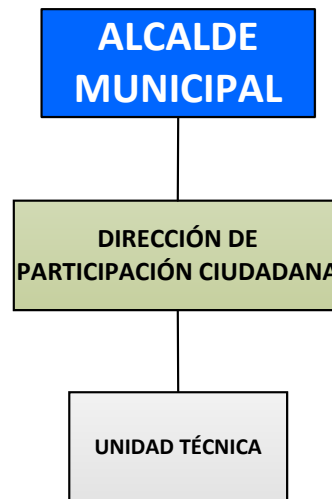 ALCALDE
MUNICIPAL
DIRECCIÓN DE
PARTICIPACIÓN CIUDADANA
UNIDAD TÉCNICA